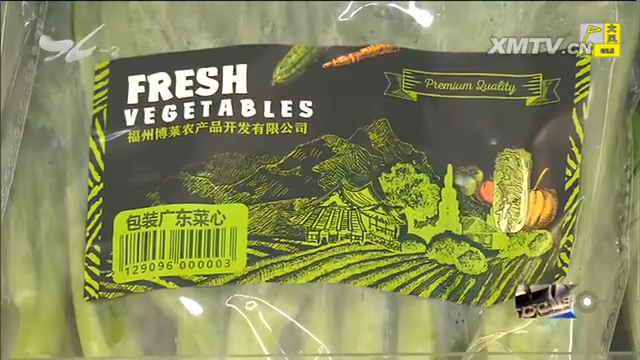 XMTV.CN
FRESH
VEGETABLES
福州博莱农产品开发有限公司
Premium Quality
包装广东菜心
129096 000003